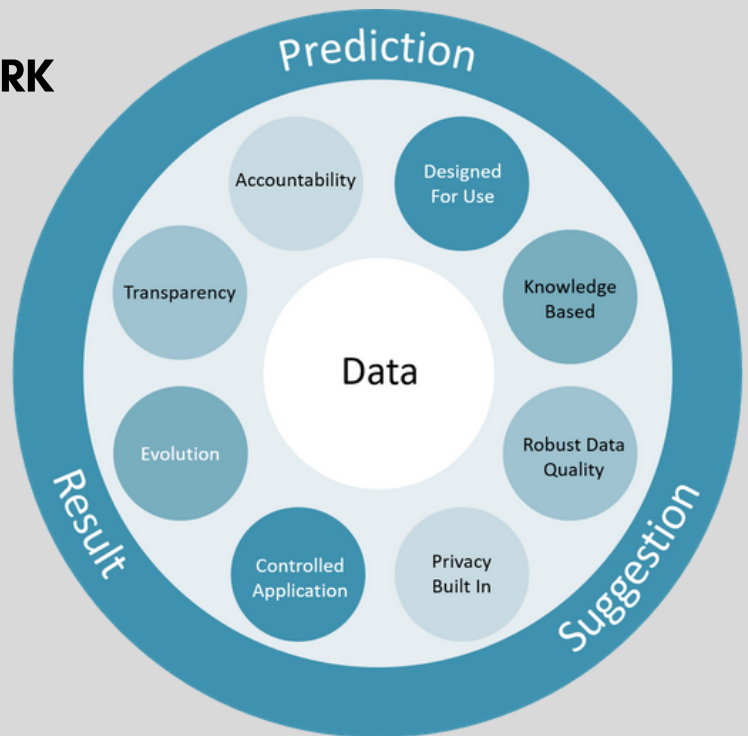 RK
Prediction
Accountability
Designed
For Use
Transparency
Knowledge
Based
Data
Evolution
Robust Data
Quality
Result
Controlled
Application
Privacy
Built In
Suggestion